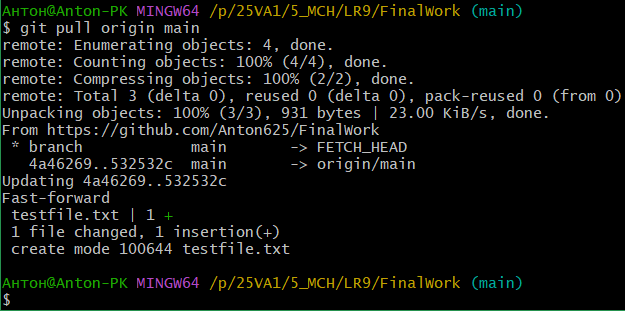 Антон@Anton-PK MINGW64 /p/25VA1/5_MCH/LR9/FinalWork (main)
$ git pull origin main
remote: Enumerating objects: 4, done.
remote: Counting objects: 100% (4/4), done.
remote: Compressing objects: 100% (2/2), done.
remote: Total 3 (delta 0), reused 0 (delta 0), pack-reused 0 (from 0)
Unpacking objects: 100% (3/3), 931 bytes | 23.00 KiB/s, done.
From https://github.com/Anton625/FinalWork
 * branch            main       -> FETCH_HEAD
   4a46269..532532c  main       -> origin/main
Updating 4a46269..532532c
Fast-forward
 testfile.txt | 1 +
 1 file changed, 1 insertion(+)
 create mode 100644 testfile.txt
Антон@Anton-PK MINGW64 /p/25VA1/5_MCH/LR9/FinalWork (main)
$